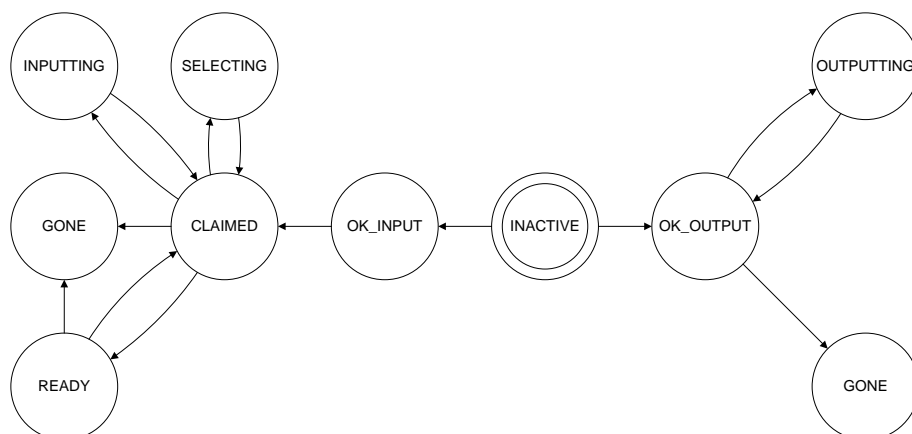 INPUTTING
SELECTING
OUTPUTTING
GONE
CLAIMED
OK_INPUT
INACTIVE
OK_OUTPUT
READY
GONE